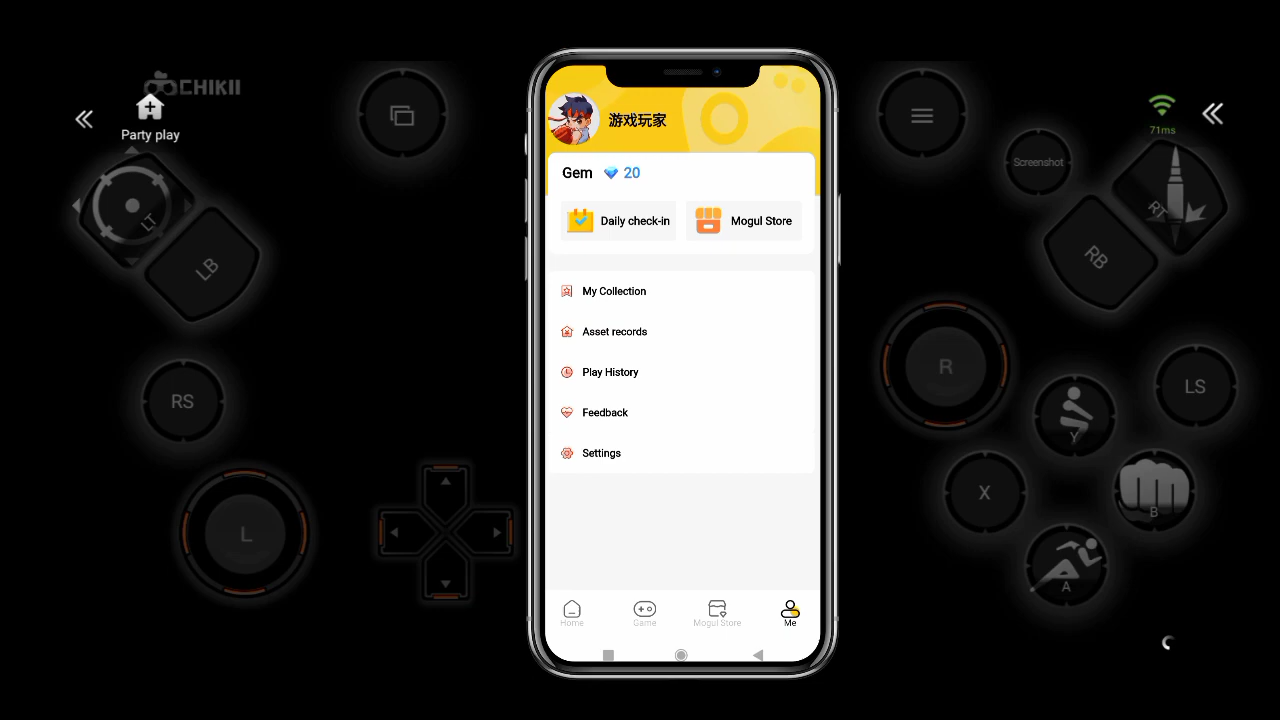 CHIKII
Party play
71ms
Screenshot
LT
LB
RT
RB
RS
LS
L
R
Y
X
B
A
游戏玩家
Gem 20
Daily check-in
Mogul Store
My Collection
Asset records
Play History
Feedback
Settings
Home
Game
Mogul Store
Me